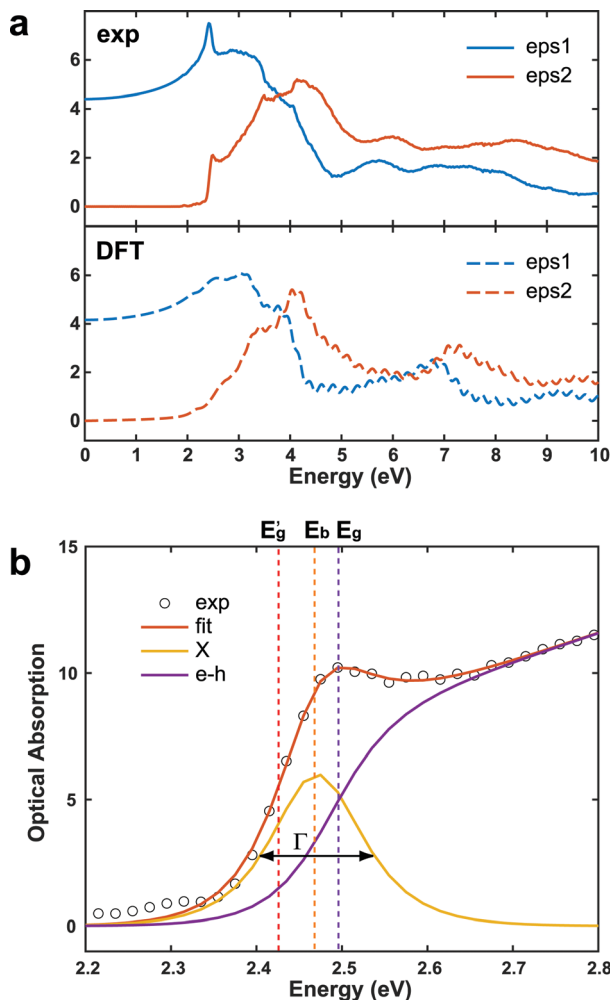 a
exp
eps1
eps2
6
4
2
0
DFT
eps1
eps2
6
4
2
0
0 1 2 3 4 5 6 7 8 9 10
Energy (eV)
E'g Eb Eg
b
15
exp
fit
X
e-h
10
Optical Absorption
5
Γ
0
2.2 2.3 2.4 2.5 2.6 2.7 2.8
Energy (eV)